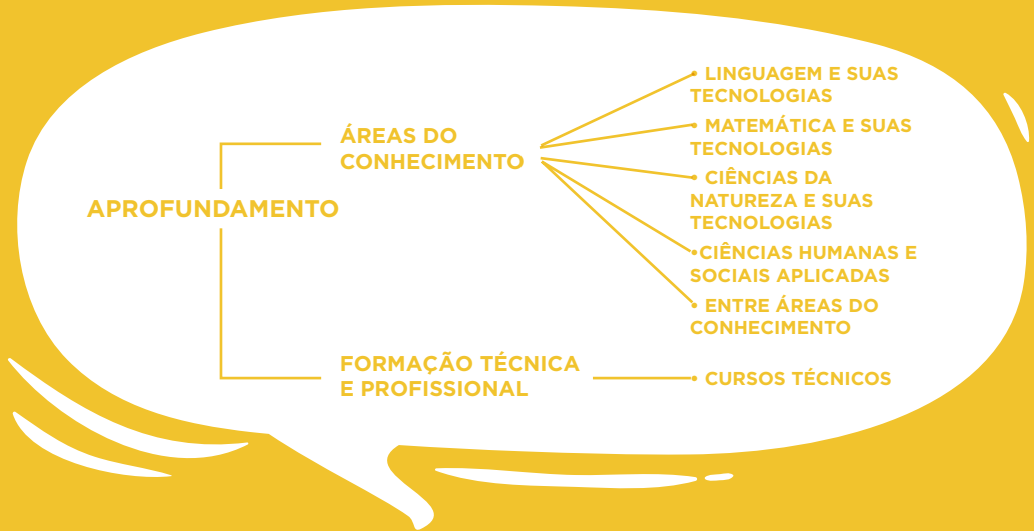 APROFUNDAMENTO
ÁREAS DO
CONHECIMENTO
• LINGUAGEM E SUAS
TECNOLOGIAS
• MATEMÁTICA E SUAS
TECNOLOGIAS
• CIÊNCIAS DA
NATUREZA E SUAS
TECNOLOGIAS
•CIÊNCIAS HUMANAS E
SOCIAIS APLICADAS
• ENTRE ÁREAS DO
CONHECIMENTO
FORMAÇÃO TÉCNICA
E PROFISSIONAL
• CURSOS TÉCNICOS